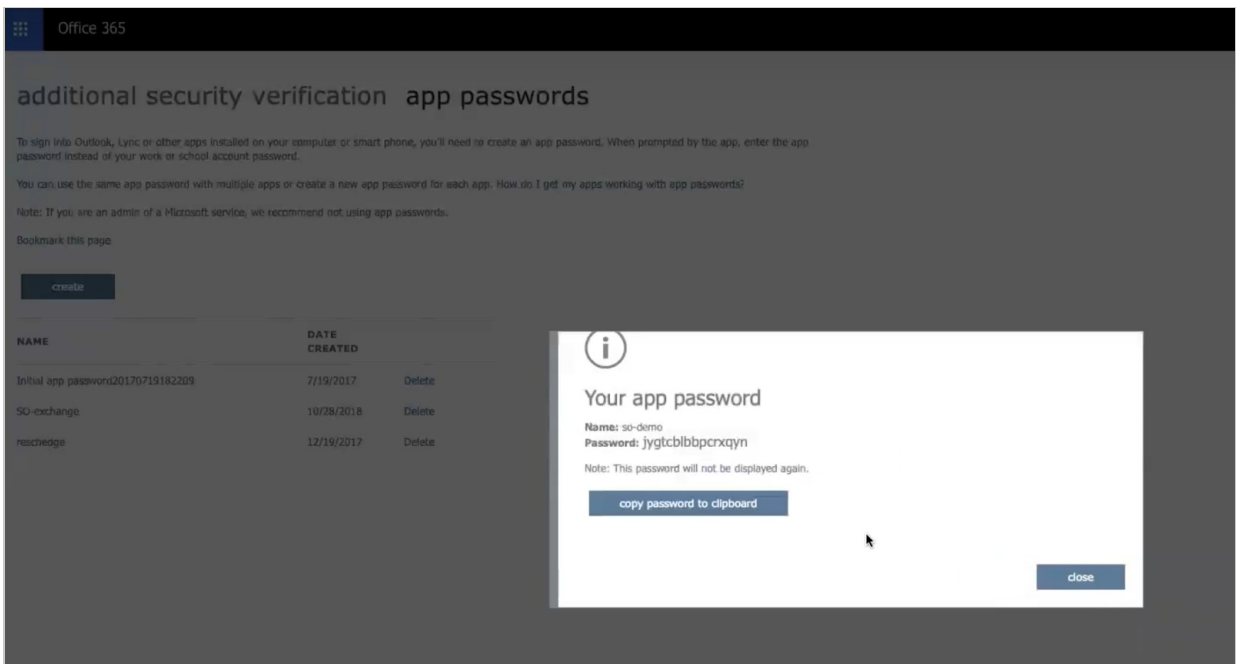 Office 365
additional security verification app passwords
To sign into Outlook, Lync or other apps installed on your computer or smart phone, you'll need to create an app password. When prompted by the app, enter the app
password instead of your work or school account password.
You can use the same app password with multiple apps or create a new app password for each app. How do I get my apps working with app passwords?
Note: If you are an admin of a Microsoft service, we recommend not using app passwords.
Bookmark this page
create
NAME DATE
CREATED
Initial app password20170719182209 7/19/2017 Delete
SO-exchange 10/28/2018 Delete
reschedge 12/19/2017 Delete
Your app password
Name: so-demo
Password: jygtcblbbpcrxqyn
Note: This password will not be displayed again.
copy password to clipboard
close